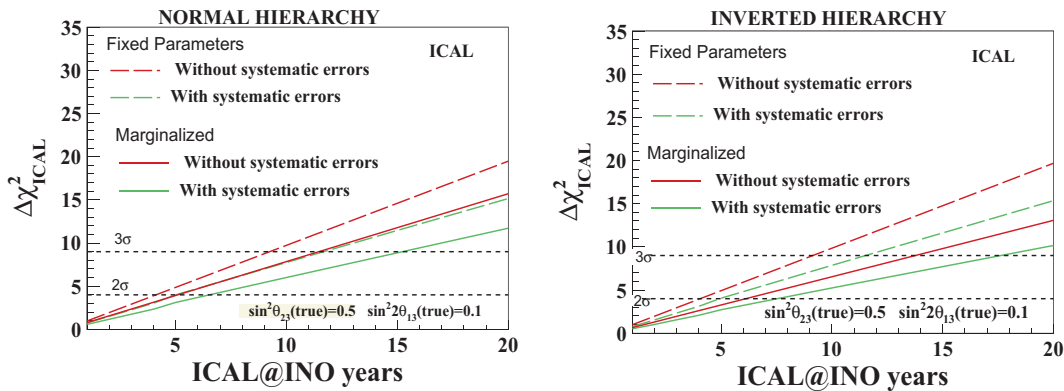 NORMAL HIERARCHY
35
30
25
20
15
10
5
0
Δχ²ICAL
Fixed Parameters
ICAL
Without systematic errors
With systematic errors
Marginalized
Without systematic errors
With systematic errors
3σ
2σ
sin²θ₂₃(true)=0.5 sin²2θ₁₃(true)=0.1
5 10 15 20
ICAL@INO years
INVERTED HIERARCHY
35
30
25
20
15
10
5
0
Δχ²ICAL
Fixed Parameters
ICAL
Without systematic errors
With systematic errors
Marginalized
Without systematic errors
With systematic errors
3σ
2σ
sin²θ₂₃(true)=0.5 sin²2θ₁₃(true)=0.1
5 10 15 20
ICAL@INO years